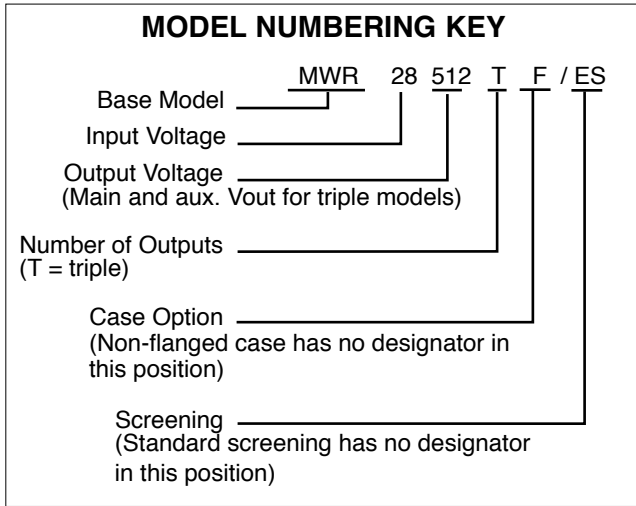 MODEL NUMBERING KEY
MWR 28 512 T F / ES
Base Model
Input Voltage
Output Voltage
(Main and aux. Vout for triple models)
Number of Outputs
(T = triple)
Case Option
(Non-flanged case has no designator in
this position)
Screening
(Standard screening has no designator
in this position)